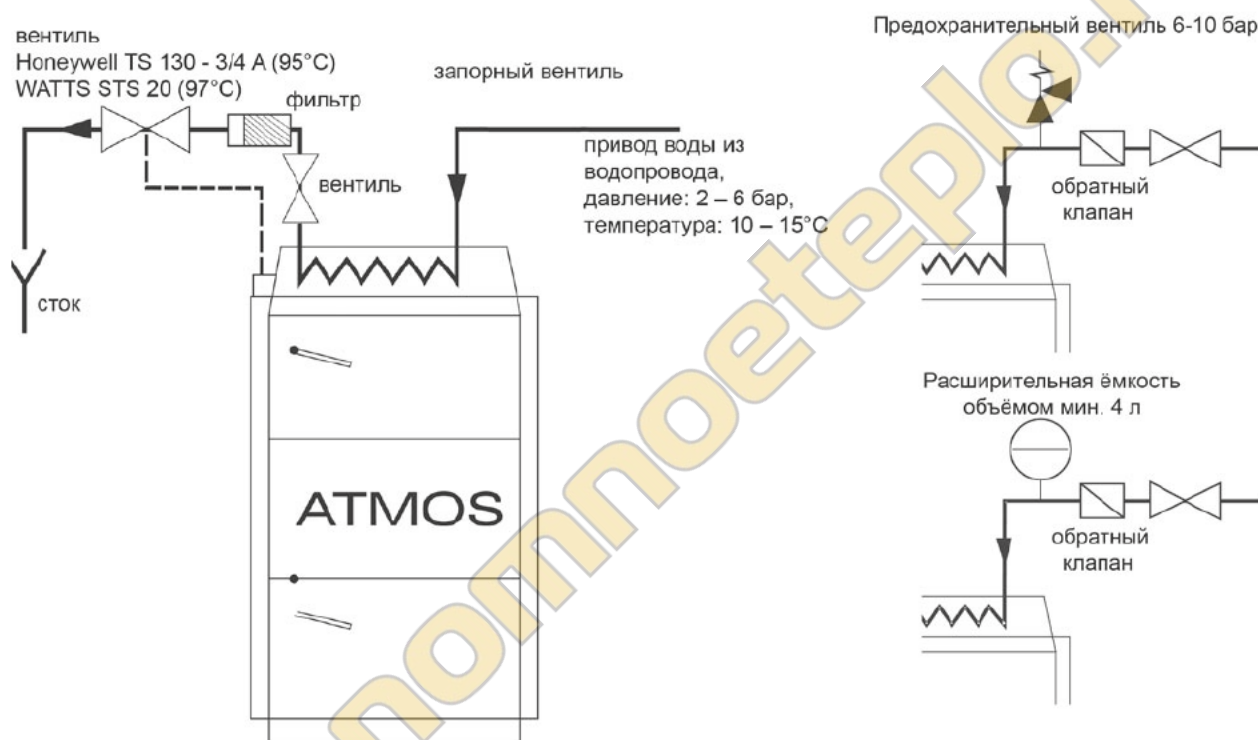 вентиль
Honeywell TS 130 - 3/4 A (95°C)
WATTS STS 20 (97°C)
фильтр
запорный вентиль
вентиль
привод воды из
водопровода,
давление: 2 – 6 бар,
температура: 10 – 15°C
сток
ATMOS
Предохранительный вентиль 6-10 бар
обратный
клапан
Расширительная ёмкость
объёмом мин. 4 л
обратный
клапан
nomnoeteplo.